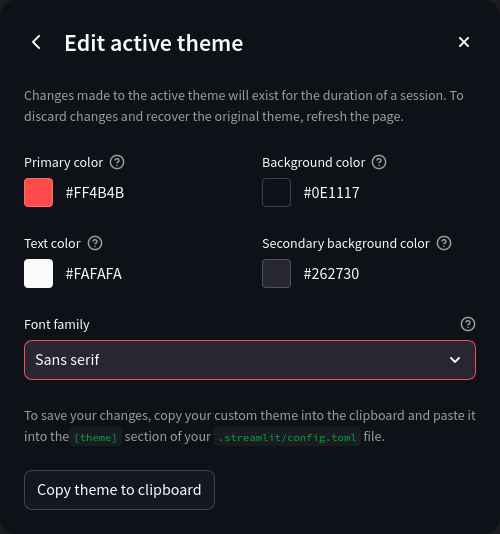 Edit active theme
Changes made to the active theme will exist for the duration of a session. To
discard changes and recover the original theme, refresh the page.
Primary color
Background color
#FF4B4B
#0E1117
Text color
Secondary background color
#FAFAFA
#262730
Font family
Sans serif
To save your changes, copy your custom theme into the clipboard and paste it
into the [theme] section of your .streamlit/config.toml file.
Copy theme to clipboard